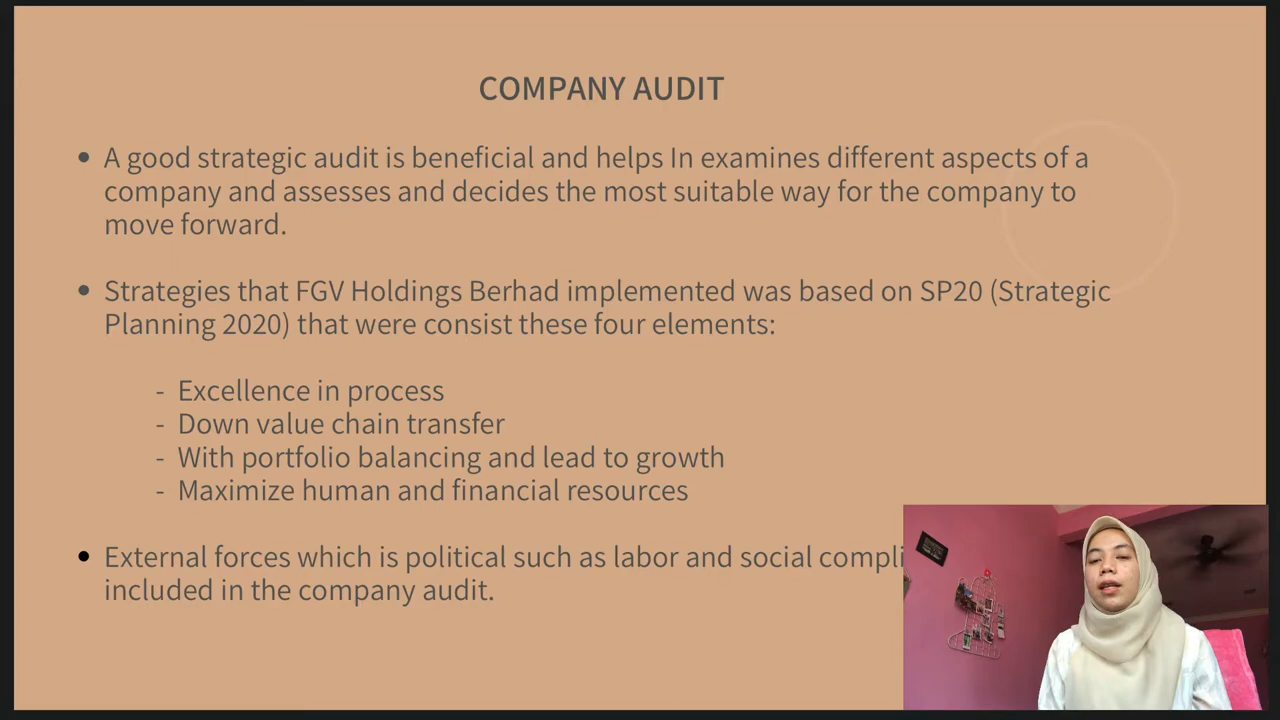 COMPANY AUDIT
• A good strategic audit is beneficial and helps In examines different aspects of a
company and assesses and decides the most suitable way for the company to
move forward.
• Strategies that FGV Holdings Berhad implemented was based on SP20 (Strategic
Planning 2020) that were consist these four elements:
- Excellence in process
- Down value chain transfer
- With portfolio balancing and lead to growth
- Maximize human and financial resources
• External forces which is political such as labor and social
included in the company audit.